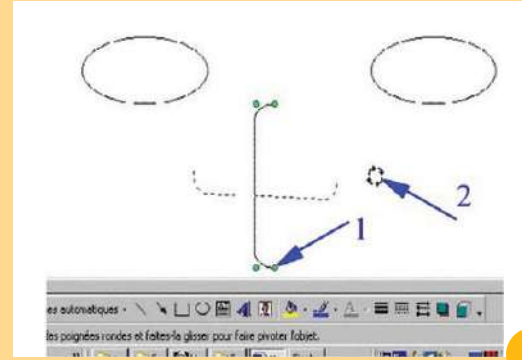 2
1
es automatiques
les poignées rondes et faites-la glisser pour faire pivoter l'objet.